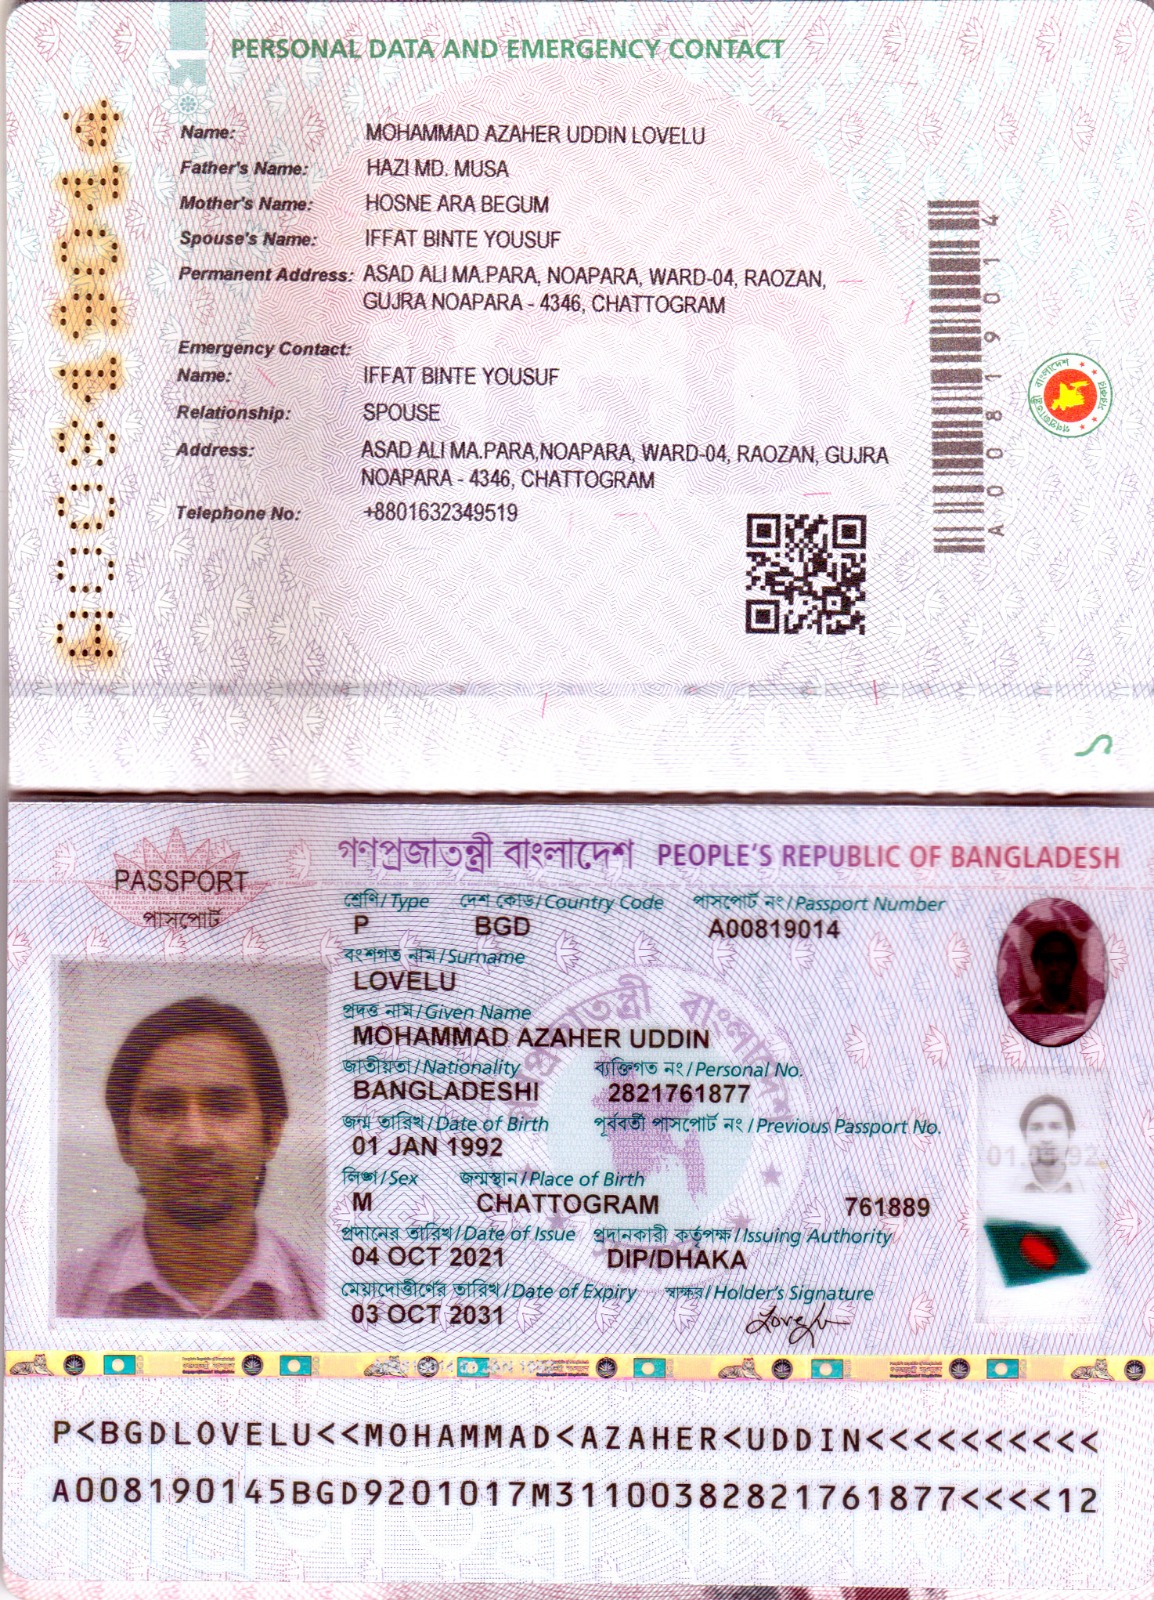 PERSONAL DATA AND EMERGENCY CONTACT
Name: MOHAMMAD AZAHER UDDIN LOVELU
Father's Name: HAZI MD. MUSA
Mother's Name: HOSNE ARA BEGUM
Spouse's Name: IFFAT BINTE YOUSUF
Permanent Address: ASAD ALI MA.PARA, NOAPARA, WARD-04, RAOZAN,
GUJRA NOAPARA - 4346, CHATTOGRAM
Emergency Contact:
Name: IFFAT BINTE YOUSUF
Relationship: SPOUSE
Address: ASAD ALI MA.PARA,NOAPARA, WARD-04, RAOZAN, GUJRA
NOAPARA - 4346, CHATTOGRAM
Telephone No: +8801632349519
A00819014
A00819014
১
গণপ্রজাতন্ত্রী বাংলাদেশ PEOPLE'S REPUBLIC OF BANGLADESH
PASSPORT
পাসপোর্ট
শ্রেণি/Type দেশ কোড/Country Code পাসপোর্ট নং/Passport Number
P BGD A00819014
বংশগত নাম/Surname
LOVELU
প্রদত্ত নাম/Given Name
MOHAMMAD AZAHER UDDIN
জাতীয়তা/Nationality ব্যক্তিগত নং/Personal No.
BANGLADESHI 2821761877
জন্ম তারিখ/Date of Birth পূর্ববর্তী পাসপোর্ট নং/Previous Passport No.
01 JAN 1992
লিঙ্গ/Sex জন্মস্থান/Place of Birth
M CHATTOGRAM 761889
প্রদানের তারিখ/Date of Issue প্রদানকারী কর্তৃপক্ষ/Issuing Authority
04 OCT 2021 DIP/DHAKA
মেয়াদোত্তীর্ণের তারিখ/Date of Expiry স্বাক্ষর/Holder's Signature
03 OCT 2031
P<BGDLOVELU<<MOHAMMAD<AZAHER<UDDIN<<<<<<<<<<
A008190145BGD9201017M31100382821761877<<<<12